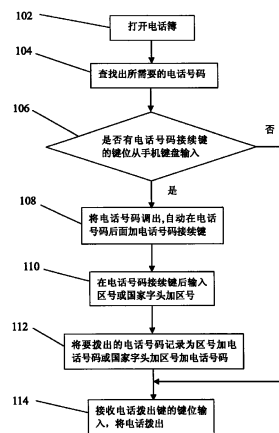 102
打开电话簿
104
查找出所需要的电话号码
106
是否有电话号码接续键
的键位从手机键盘输入
否
是
108
将电话号码调出,自动在电话
号码后面加电话号码接续键
110
在电话号码接续键后输入
区号或国家字头加区号
112
将要拨出的电话号码记录为区号加电
话号码或国家字头加区号加电话号码
114
接收电话拨出键的键位输
入，将电话拨出